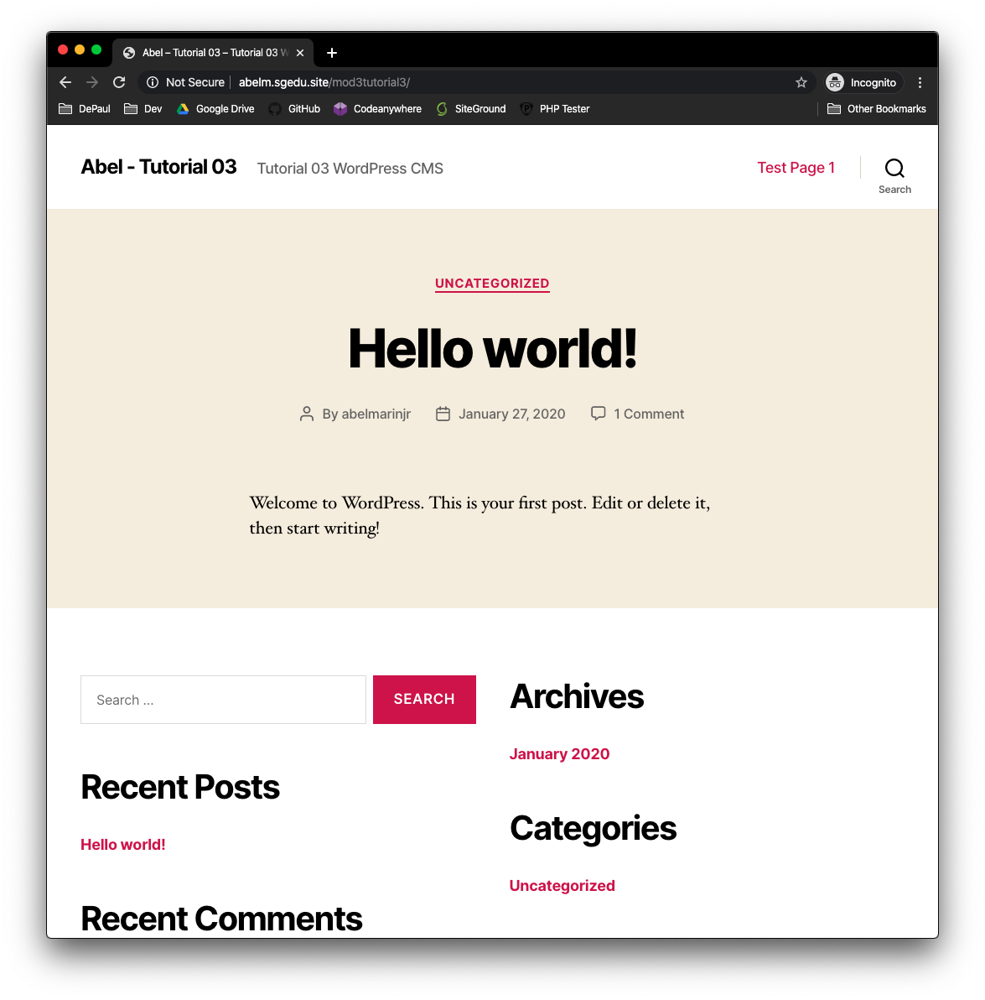 Abel – Tutorial 03 – Tutorial 03 W
Not Secure abelm.sgedu.site/mod3tutorial3/ Incognito
DePaul Dev Google Drive GitHub Codeanywhere SiteGround PHP Tester Other Bookmarks
Abel - Tutorial 03 Tutorial 03 WordPress CMS Test Page 1
Search
UNCATEGORIZED
Hello world!
By abelmarinjr January 27, 2020 1 Comment
Welcome to WordPress. This is your first post. Edit or delete it,
then start writing!
Search ... SEARCH
Recent Posts
Hello world!
Recent Comments
Archives
January 2020
Categories
Uncategorized